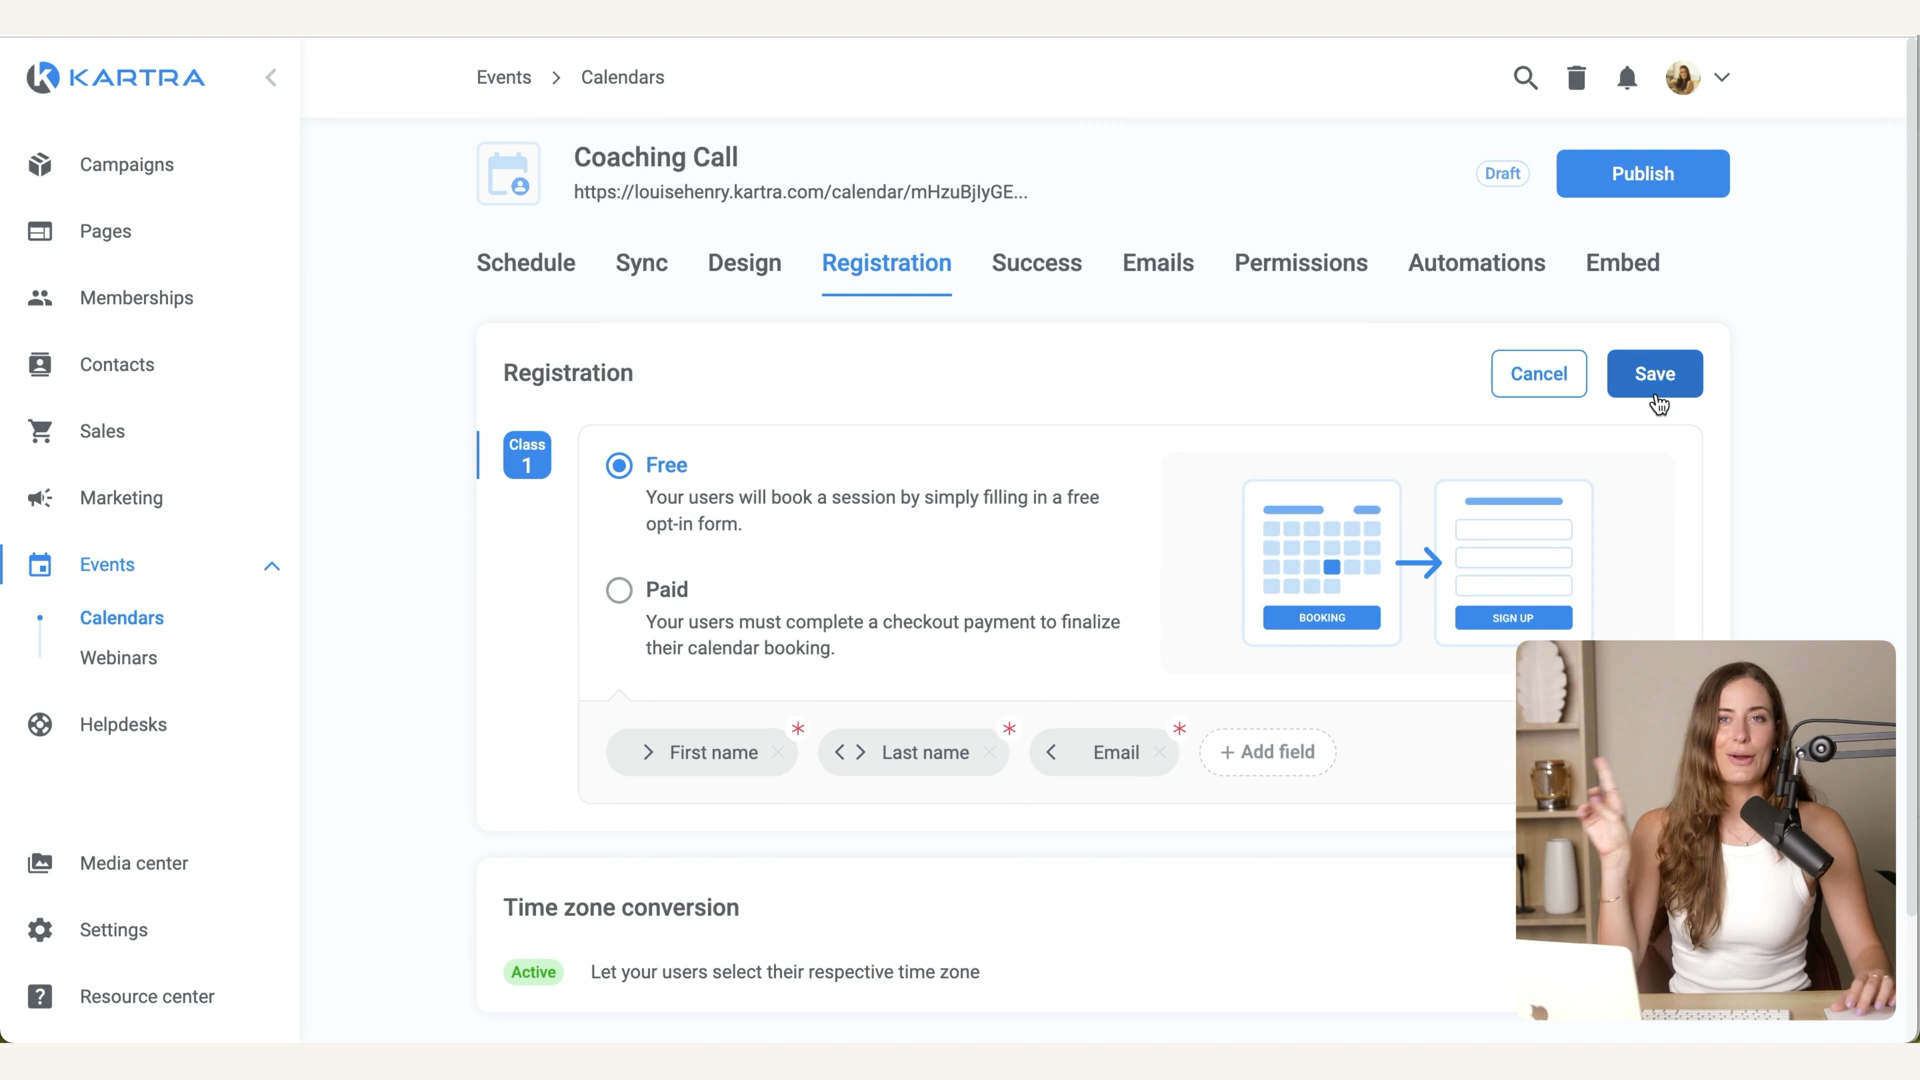 KARTRA
Events > Calendars
Campaigns
Pages
Memberships
Contacts
Sales
Marketing
Events
Calendars
Webinars
Helpdesks
Media center
Settings
Resource center
Coaching Call
https://louisehenry.kartra.com/calendar/mHzuBjlyGE...
Draft
Publish
Schedule
Sync
Design
Registration
Success
Emails
Permissions
Automations
Embed
Registration
Cancel
Save
Class
1
Free
Your users will book a session by simply filling in a free
opt-in form.
Paid
Your users must complete a checkout payment to finalize
their calendar booking.
BOOKING
SIGN UP
First name *
Last name *
Email *
+ Add field
Time zone conversion
Active
Let your users select their respective time zone